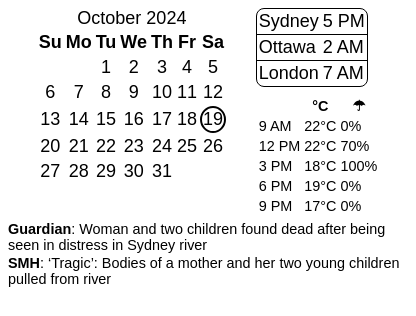 October 2024
Su Mo Tu We Th Fr Sa
1 2 3 4 5
6 7 8 9 10 11 12
13 14 15 16 17 18 19
20 21 22 23 24 25 26
27 28 29 30 31
Sydney 5 PM
Ottawa 2 AM
London 7 AM
°C ☂
9 AM 22°C 0%
12 PM 22°C 70%
3 PM 18°C 100%
6 PM 19°C 0%
9 PM 17°C 0%
Guardian: Woman and two children found dead after being
seen in distress in Sydney river
SMH: ‘Tragic’: Bodies of a mother and her two young children
pulled from river